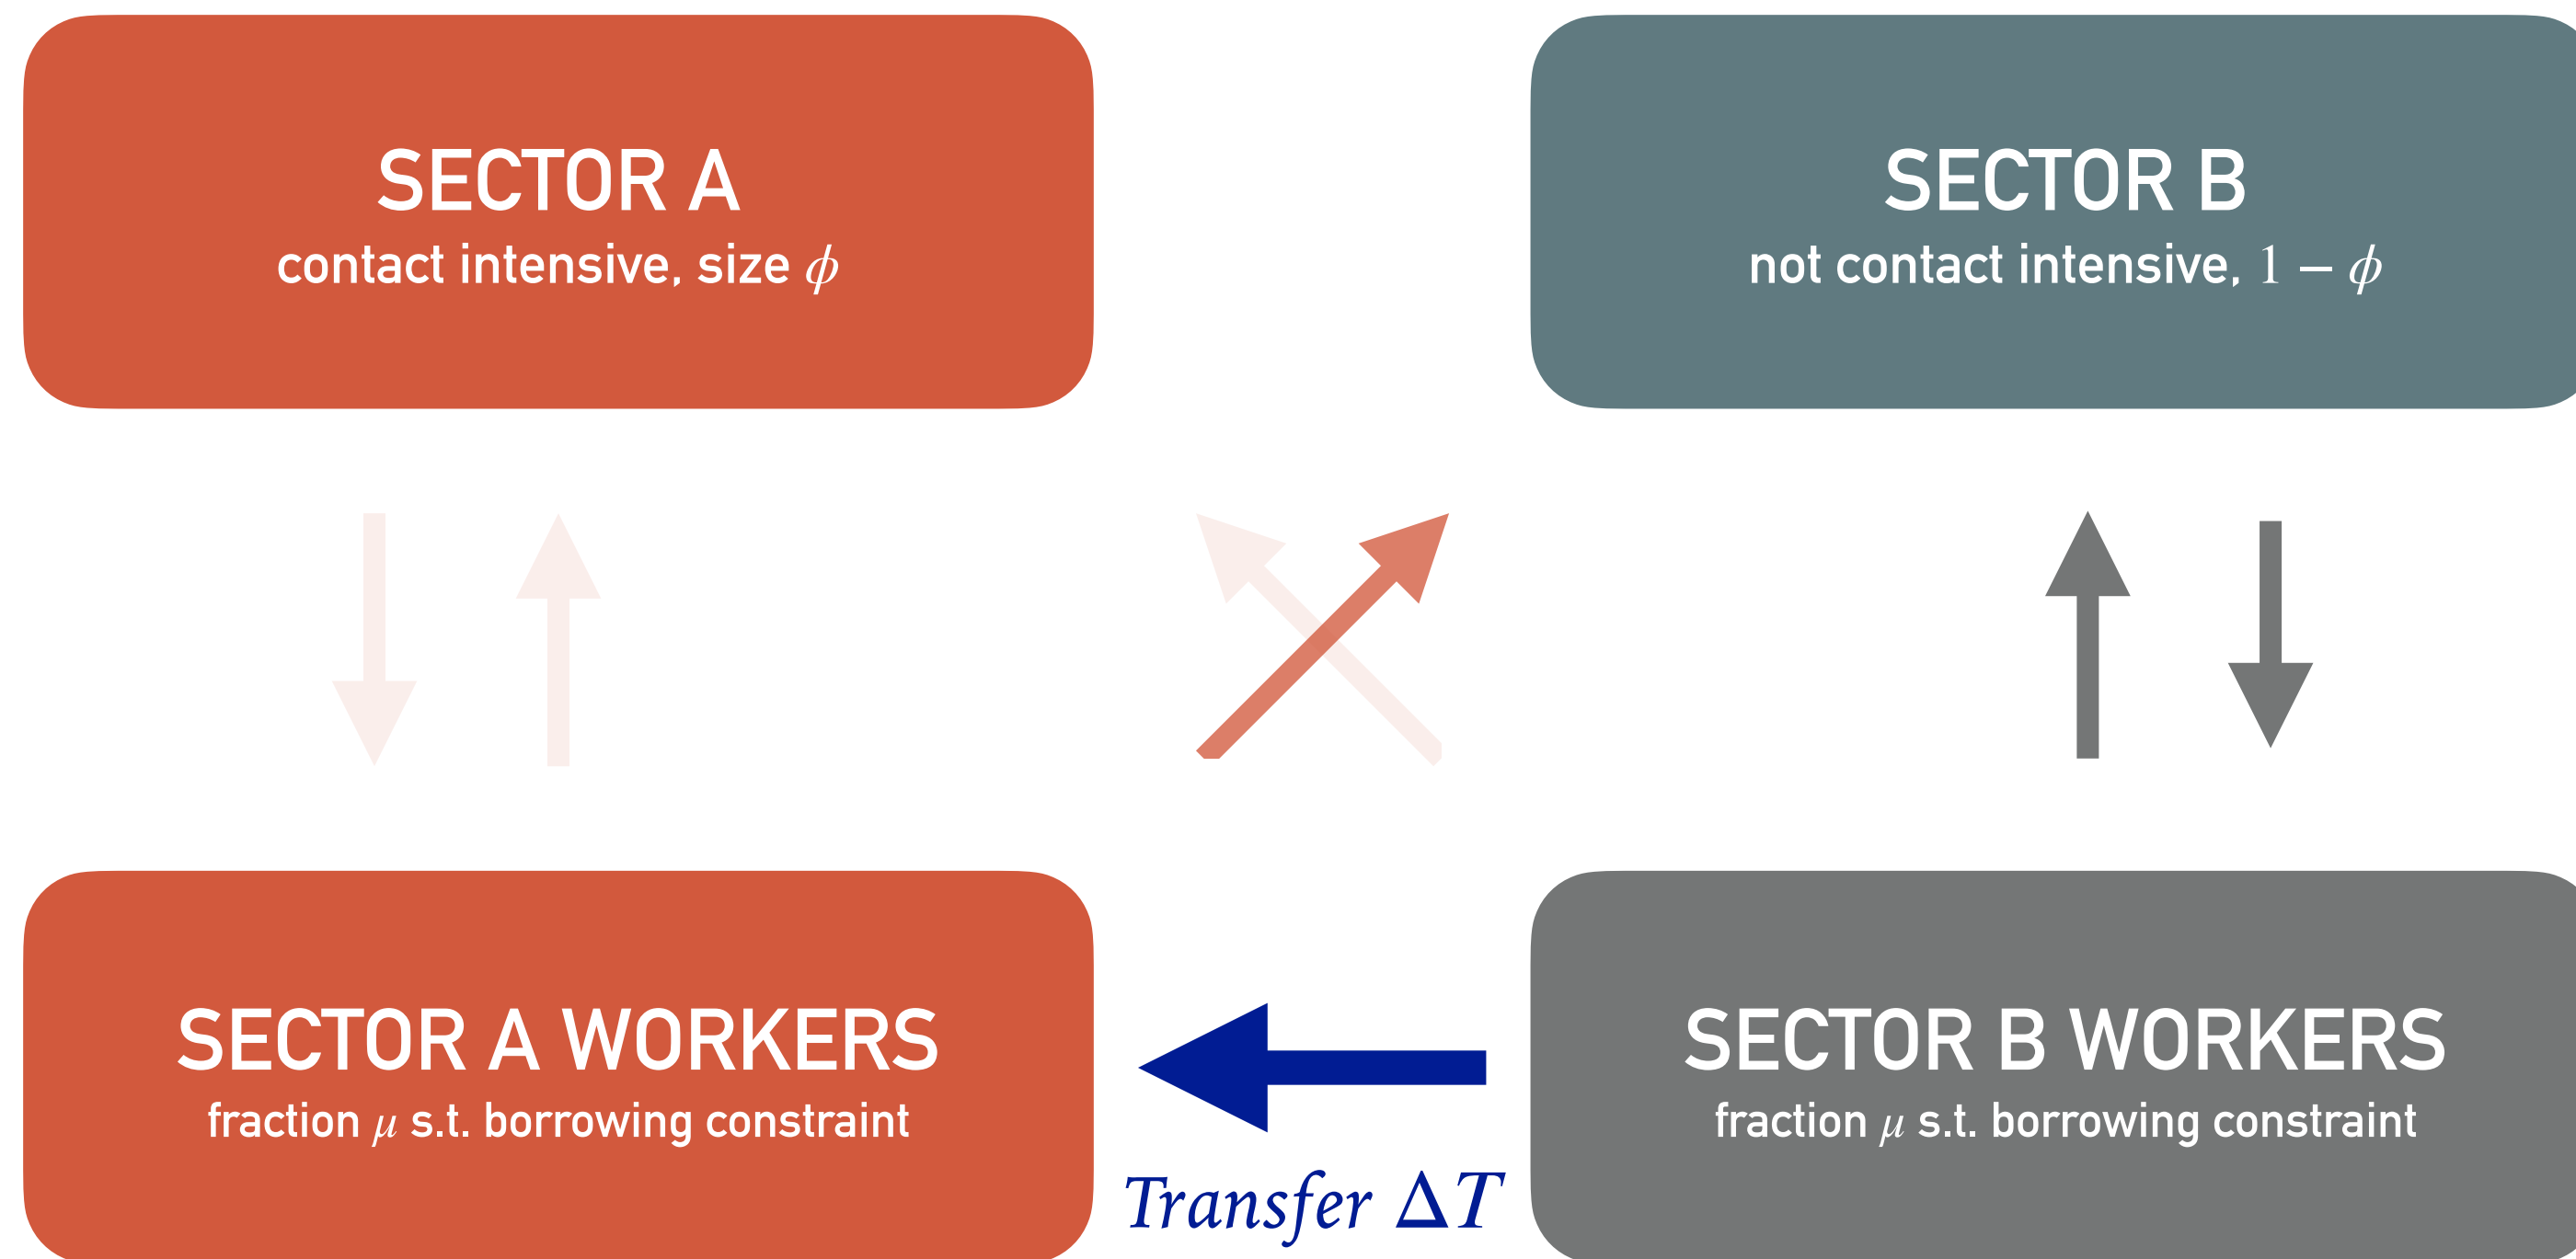 SECTOR A
contact intensive, size ϕ
SECTOR B
not contact intensive, 1 − ϕ
SECTOR A WORKERS
fraction μ s.t. borrowing constraint
Transfer ΔT
SECTOR B WORKERS
fraction μ s.t. borrowing constraint